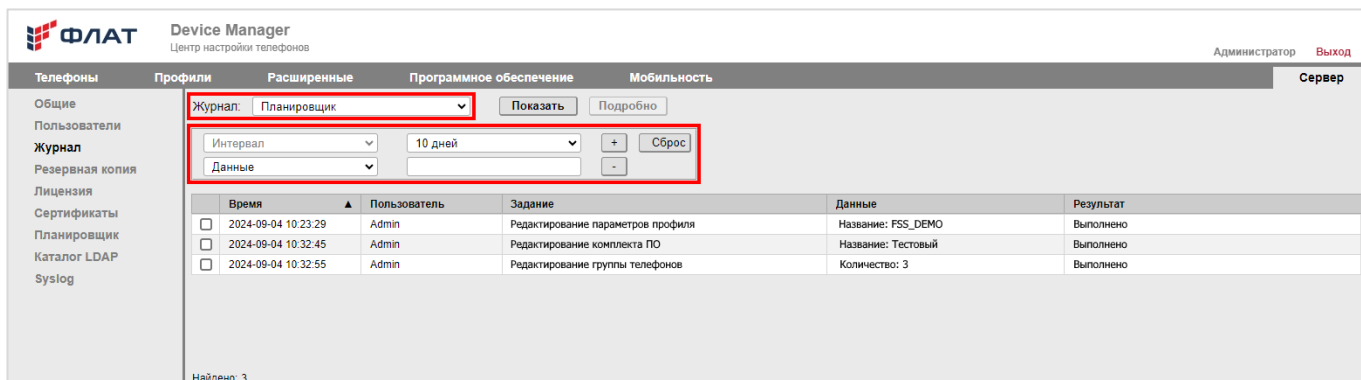 ФЛАТ
Device Manager
Центр настройки телефонов
Администратор Выход
Телефоны Профили Расширенные Программное обеспечение Мобильность Сервер
Общие
Пользователи
Журнал
Резервная копия
Лицензия
Сертификаты
Планировщик
Каталог LDAP
Syslog
Журнал: Планировщик Показать Подробно
Интервал 10 дней + Сброс
Данные -
Время ▲ Пользователь Задание Данные Результат
2024-09-04 10:23:29 Admin Редактирование параметров профиля Название: FSS_DEMO Выполнено
2024-09-04 10:32:45 Admin Редактирование комплекта ПО Название: Тестовый Выполнено
2024-09-04 10:32:55 Admin Редактирование группы телефонов Количество: 3 Выполнено
Найдено: 3